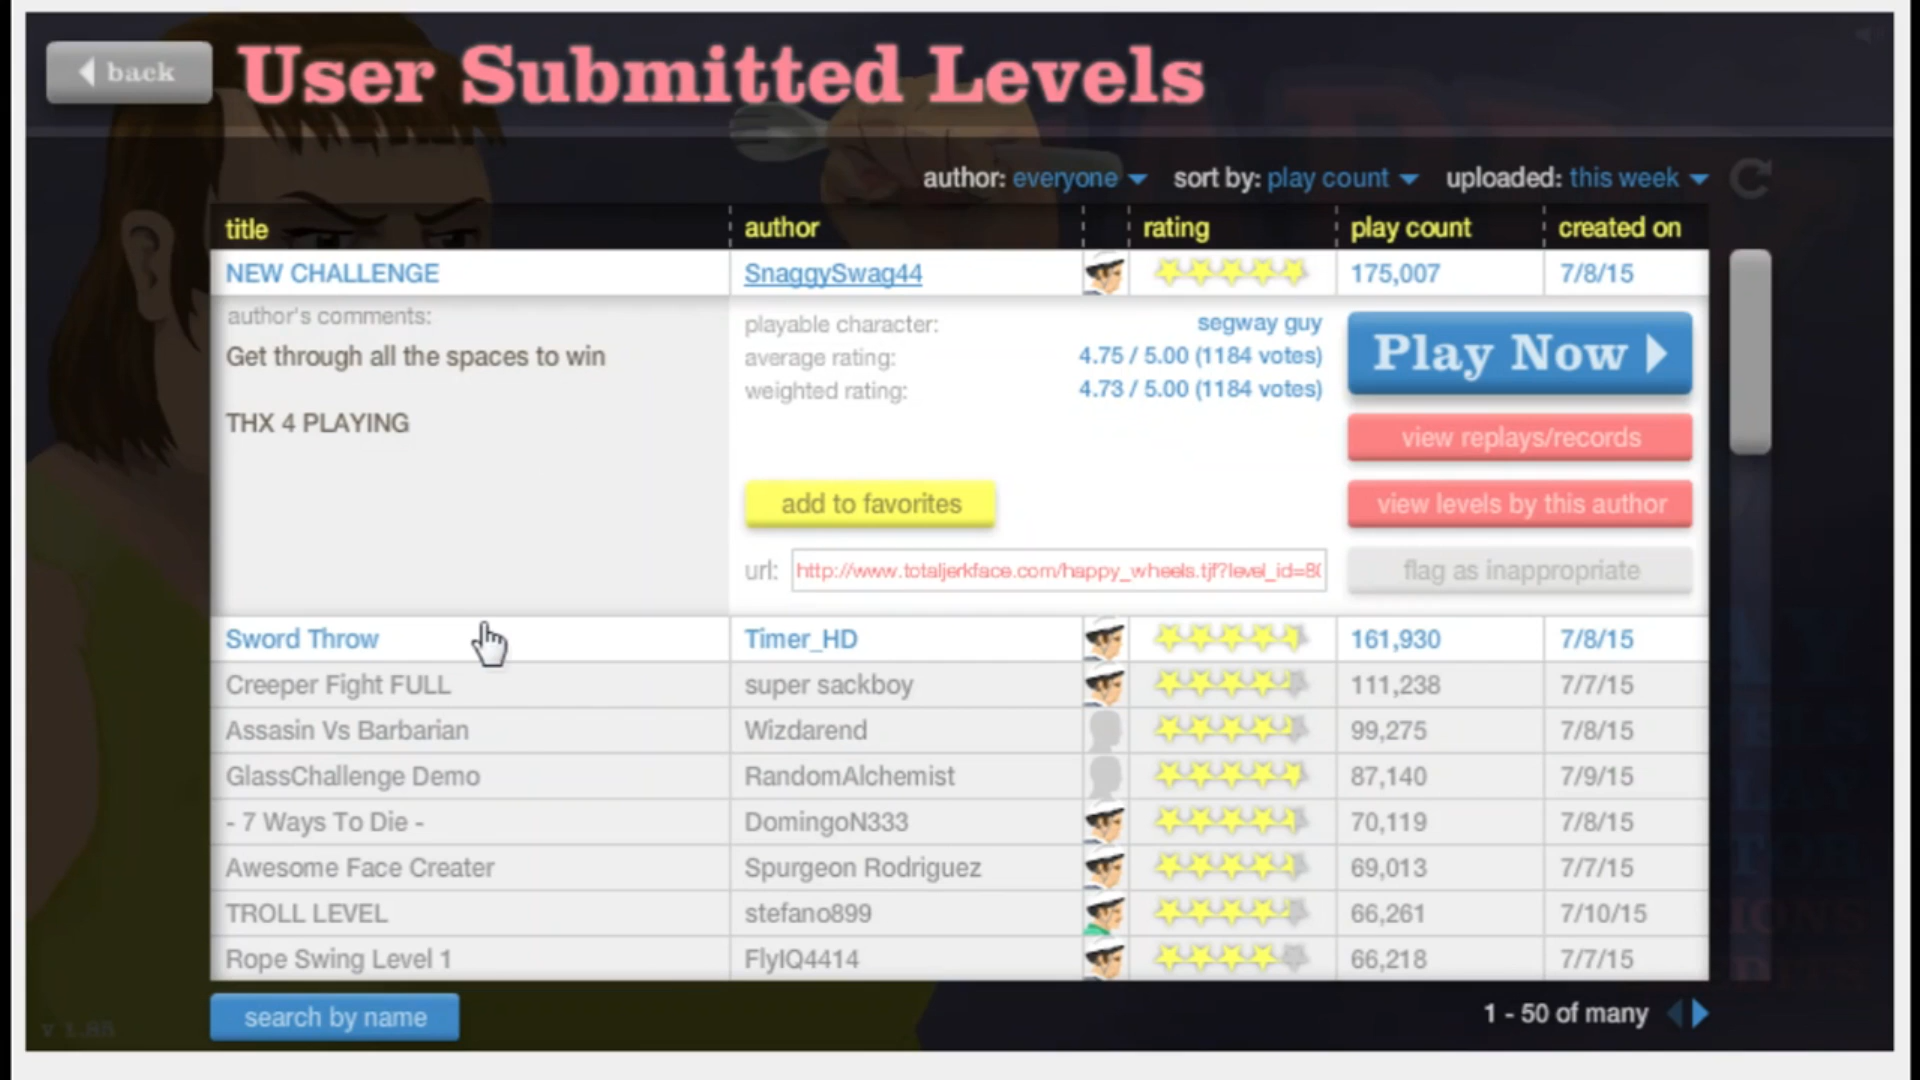 back
User Submitted Levels
author: everyone sort by: play count uploaded: this week
title author rating play count created on
NEW CHALLENGE SnaggySwag44 175,007 7/8/15
author's comments:
Get through all the spaces to win
THX 4 PLAYING
playable character: segway guy
average rating: 4.75 / 5.00 (1184 votes)
weighted rating: 4.73 / 5.00 (1184 votes)
Play Now
view replays/records
add to favorites
view levels by this author
url: http://www.totaljerkface.com/happy_wheels.tjf?level_id=8(
flag as inappropriate
Sword Throw Timer_HD 161,930 7/8/15
Creeper Fight FULL super sackboy 111,238 7/7/15
Assasin Vs Barbarian Wizdarend 99,275 7/8/15
GlassChallenge Demo RandomAlchemist 87,140 7/9/15
- 7 Ways To Die - DomingoN333 70,119 7/8/15
Awesome Face Creater Spurgeon Rodriguez 69,013 7/7/15
TROLL LEVEL stefano899 66,261 7/10/15
Rope Swing Level 1 FlyIQ4414 66,218 7/7/15
search by name
1 - 50 of many
v 1.85